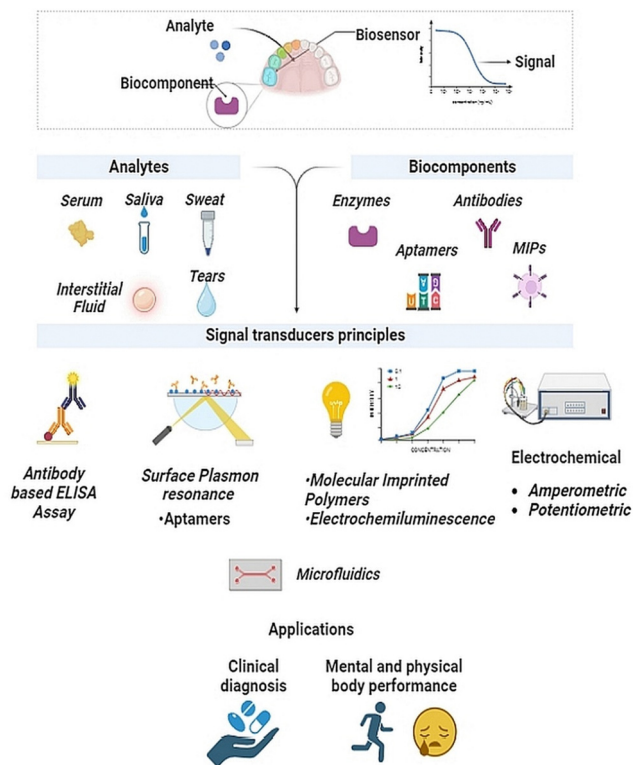 Analyte
Biosensor
Signal
Biocomponent
Analytes
Biocomponents
Serum
Saliva
Sweat
Enzymes
Antibodies
Aptamers
MIPs
Interstitial
Fluid
Tears
Signal transducers principles
CONCENTRATION
Antibody
based ELISA
Assay
Surface Plasmon
resonance
•Aptamers
•Molecular Imprinted
Polymers
•Electrochemiluminescence
Electrochemical
• Amperometric
• Potentiometric
Microfluidics
Applications
Clinical
diagnosis
Mental and physical
body performance